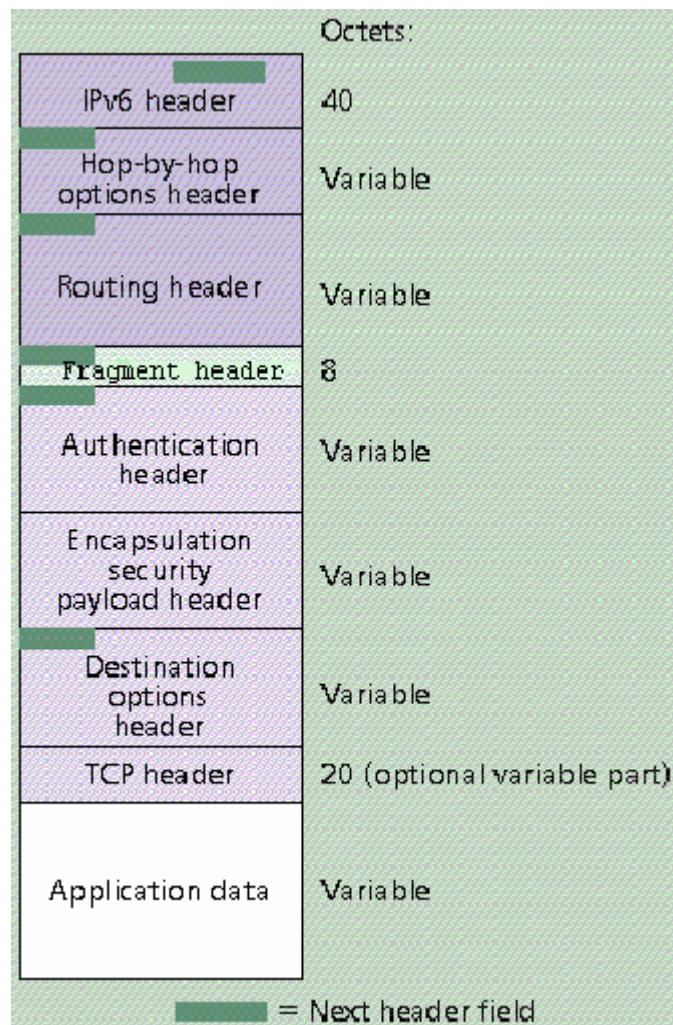 Octets:
IPv6 header 40
Hop-by-hop
options header Variable
Routing header Variable
Fragment header 8
Authentication
header Variable
Encapsulation
security
payload header Variable
Destination
options
header Variable
TCP header 20 (optional variable part)
Application data Variable
= Next header field